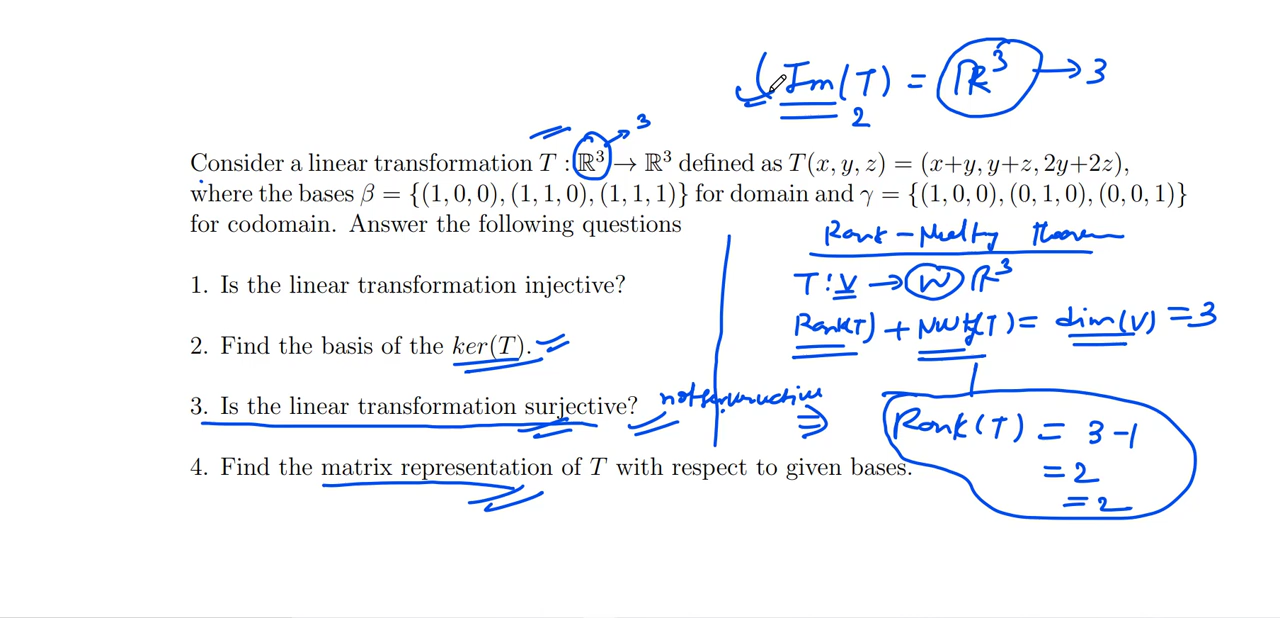 Im(T) = ℝ³ → 3
2
3
Consider a linear transformation T : ℝ³ → ℝ³ defined as T(x, y, z) = (x+y, y+z, 2y+2z),
where the bases β = {(1, 0, 0), (1, 1, 0), (1, 1, 1)} for domain and γ = {(1, 0, 0), (0, 1, 0), (0, 0, 1)}
for codomain. Answer the following questions
Rank – Nullity theorem
T : V → W ℝ³
1. Is the linear transformation injective?
Rank(T) + Nullity(T) = dim(V) = 3
2. Find the basis of the ker(T).
3. Is the linear transformation surjective?
not surjective ⇒
Rank(T) = 3 - 1
= 2
= 2
4. Find the matrix representation of T with respect to given bases.